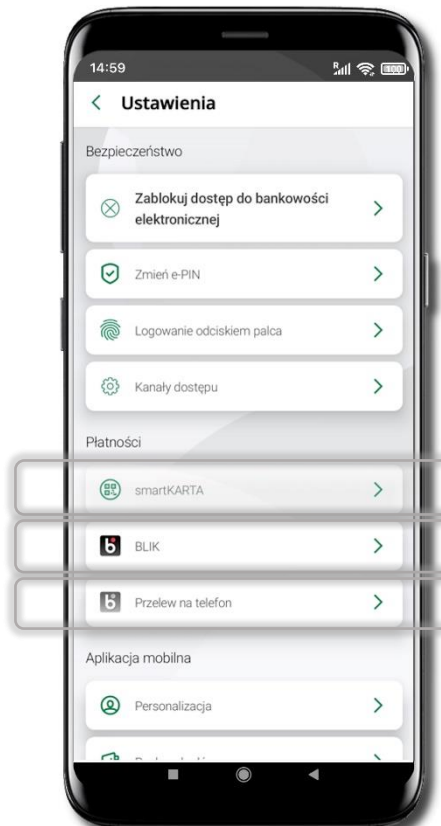 14:59
R
100
Ustawienia
Bezpieczeństwo
Zablokuj dostęp do bankowości
elektronicznej
Zmień e-PIN
Logowanie odciskiem palca
Kanały dostępu
Płatności
smartKARTA
BLIK
Przelew na telefon
Aplikacja mobilna
Personalizacja